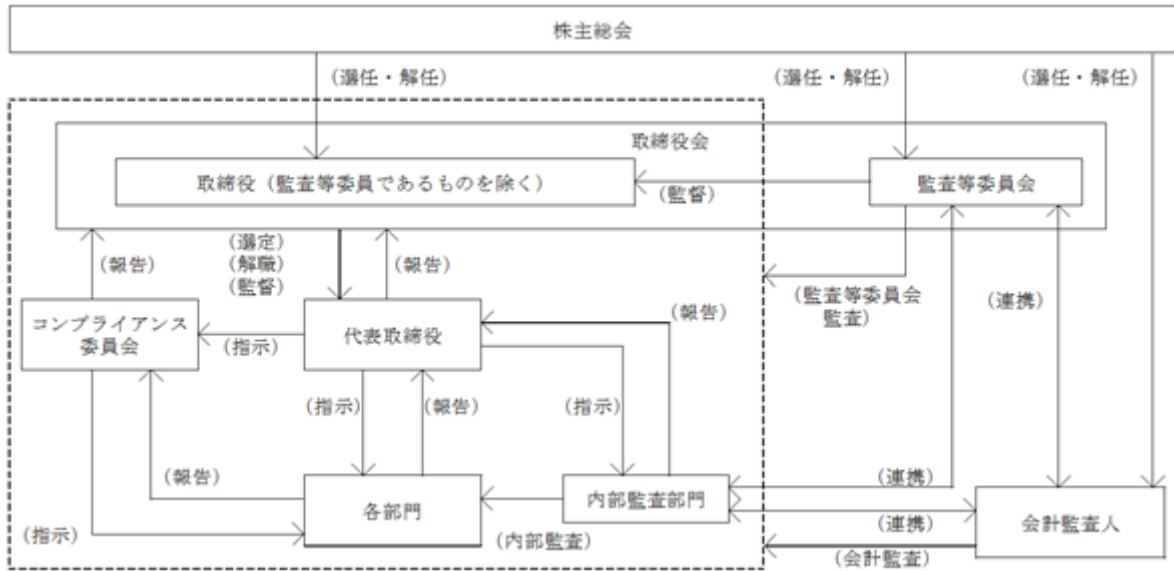 株主総会
(選任・解任)
(選任・解任)
(選任・解任)
取締役会
取締役（監査等委員であるものを除く）
監査等委員会
(監督)
(選定)
(解職)
(監督)
(報告)
(報告)
(監査等委員会
監査)
(連携)
コンプライアンス
委員会
(指示)
代表取締役
(報告)
(指示)
(報告)
(指示)
(報告)
各部門
内部監査部門
(連携)
(連携)
会計監査人
(指示)
(内部監査)
(会計監査)